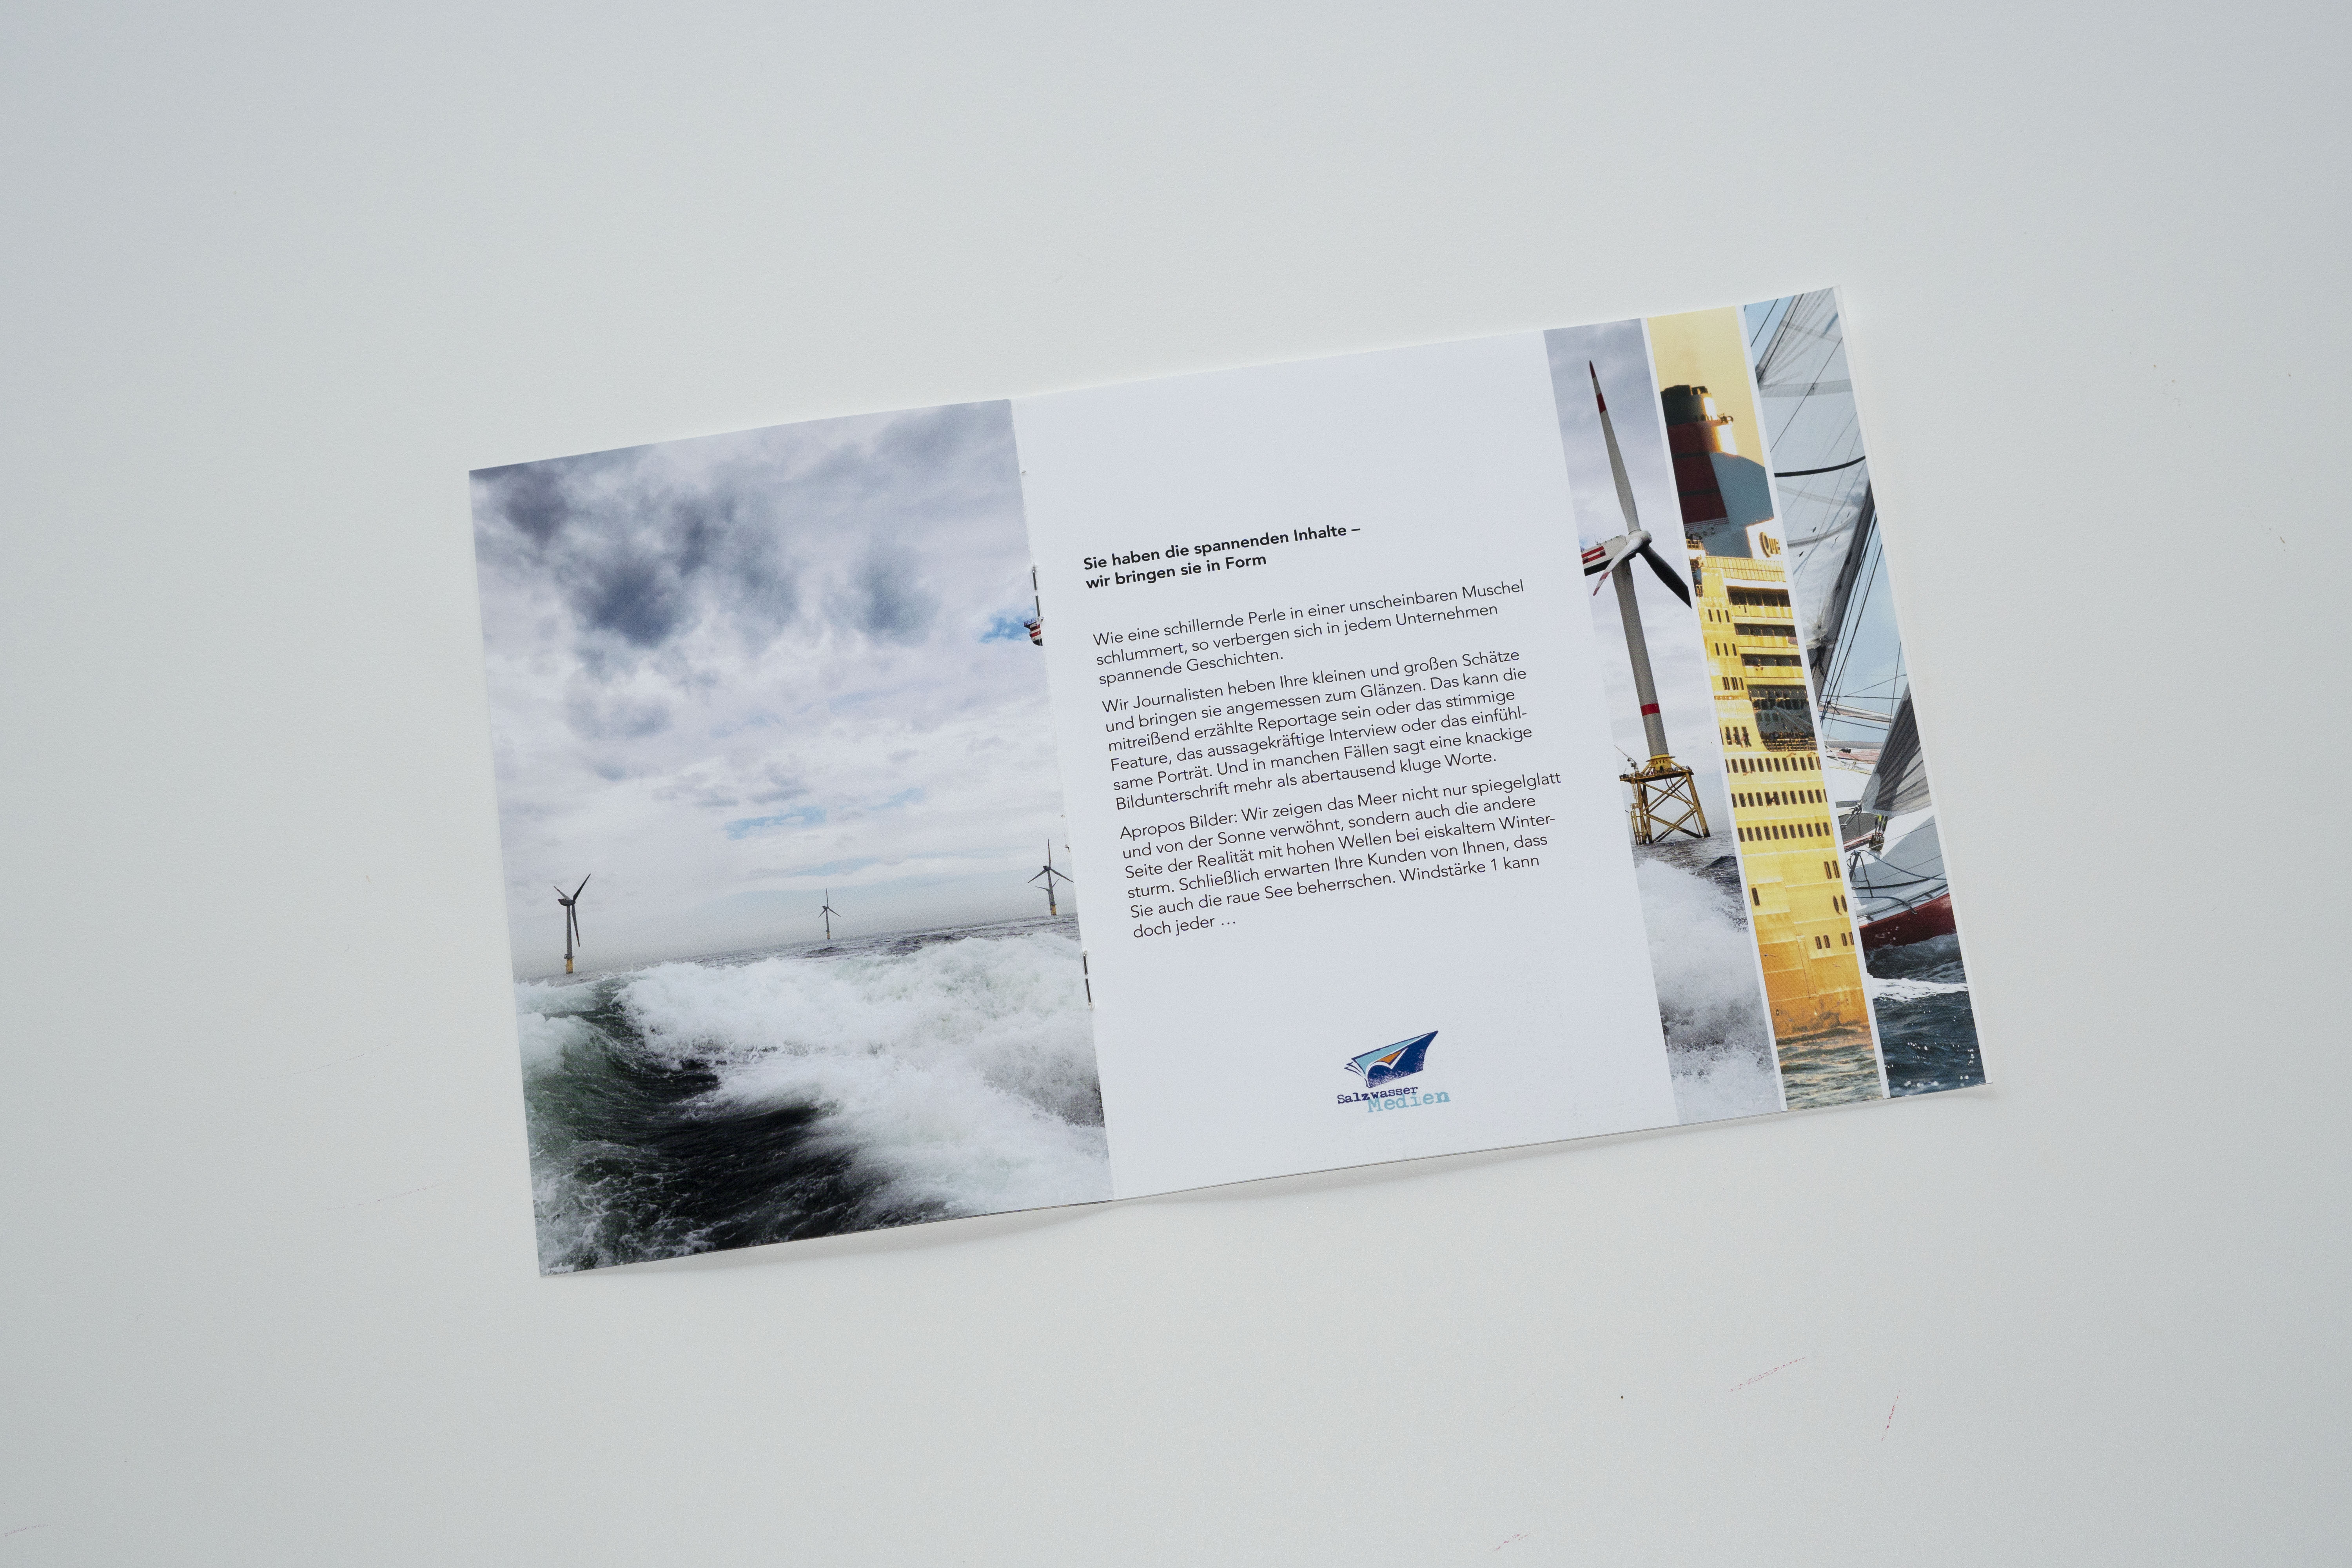 Sie haben die spannenden Inhalte –
wir bringen sie in Form
Wie eine schillernde Perle in einer unscheinbaren Muschel
schlummert, so verbergen sich in jedem Unternehmen
spannende Geschichten.
Wir Journalisten heben Ihre kleinen und großen Schätze
und bringen sie angemessen zum Glänzen. Das kann die
mitreißend erzählte Reportage sein oder das stimmige
Feature, das aussagekräftige Interview oder das einfühl-
same Porträt. Und in manchen Fällen sagt eine knackige
Bildunterschrift mehr als abertausend kluge Worte.
Apropos Bilder: Wir zeigen das Meer nicht nur spiegelglatt
und von der Sonne verwöhnt, sondern auch die andere
Seite der Realität mit hohen Wellen bei eiskaltem Winter-
sturm. Schließlich erwarten Ihre Kunden von Ihnen, dass
Sie auch die raue See beherrschen. Windstärke 1 kann
doch jeder …
Salzwasser
Medien